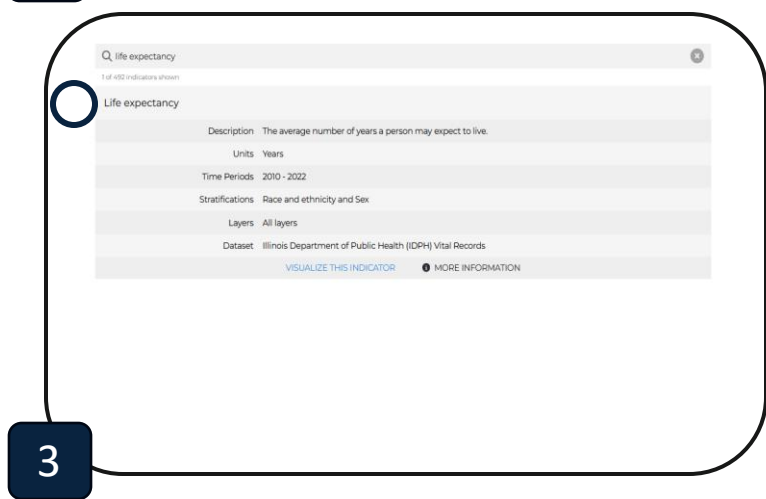 life expectancy
1 of 492 indicators shown
Life expectancy
Description The average number of years a person may expect to live.
Units Years
Time Periods 2010 - 2022
Stratifications Race and ethnicity and Sex
Layers All layers
Dataset Illinois Department of Public Health (IDPH) Vital Records
VISUALIZE THIS INDICATOR MORE INFORMATION
3